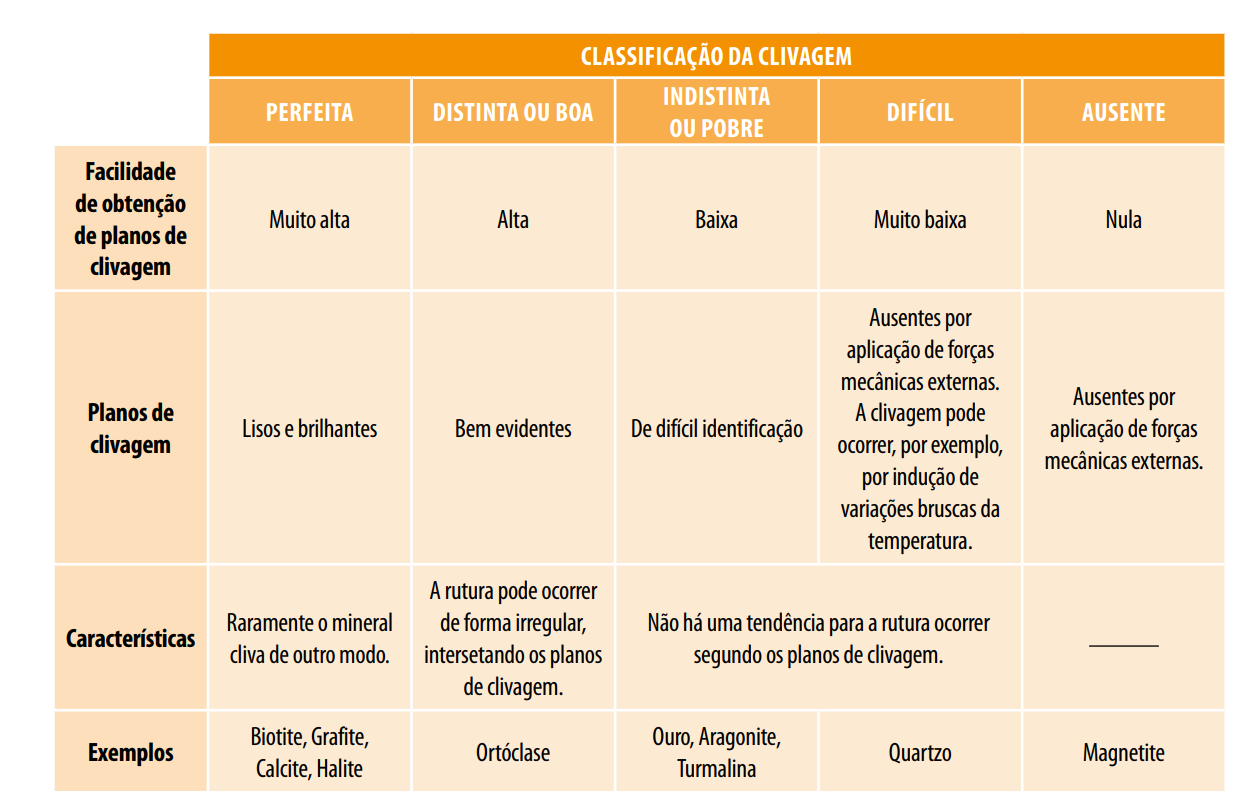 CLASSIFICAÇÃO DA CLIVAGEM
PERFEITA
DISTINTA OU BOA
INDISTINTA
OU POBRE
DIFÍCIL
AUSENTE
Facilidade
de obtenção
de planos de
clivagem
Muito alta
Alta
Baixa
Muito baixa
Nula
Planos de
clivagem
Lisos e brilhantes
Bem evidentes
De difícil identificação
Ausentes por
aplicação de forças
mecânicas externas.
A clivagem pode
ocorrer, por exemplo,
por indução de
variações bruscas da
temperatura.
Ausentes por
aplicação de forças
mecânicas externas.
Características
Raramente o mineral
cliva de outro modo.
A rutura pode ocorrer
de forma irregular,
intersetando os planos
de clivagem.
Não há uma tendência para a rutura ocorrer
segundo os planos de clivagem.
Exemplos
Biotite, Grafite,
Calcite, Halite
Ortóclase
Ouro, Aragonite,
Turmalina
Quartzo
Magnetite